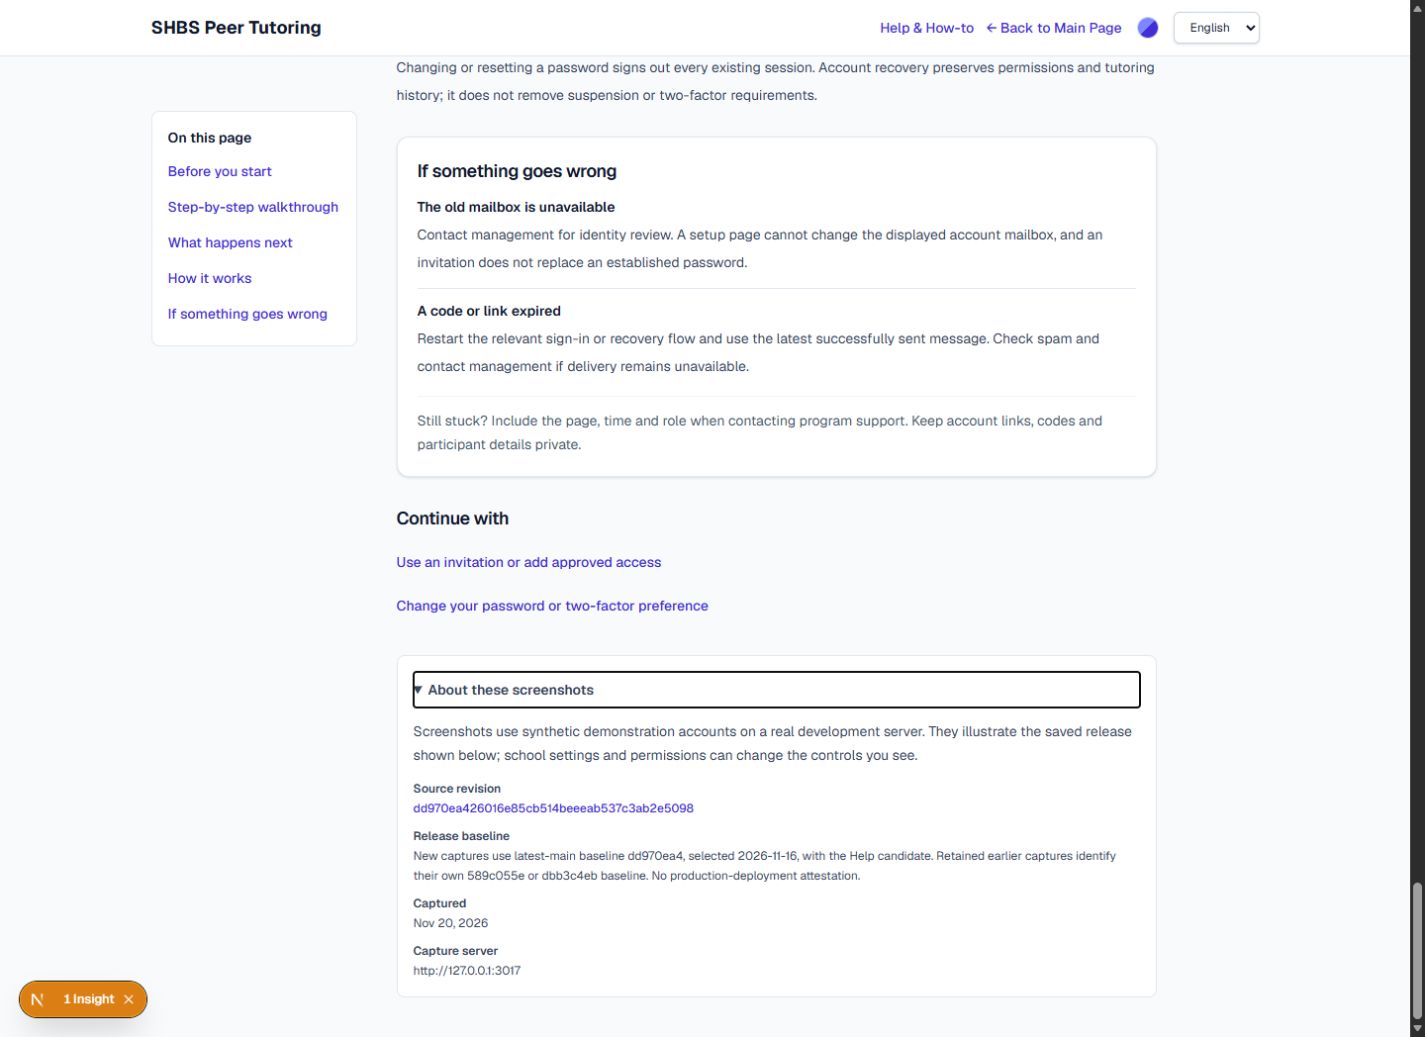 SHBS Peer Tutoring
Help & How-to
← Back to Main Page
English
Changing or resetting a password signs out every existing session. Account recovery preserves permissions and tutoring
history; it does not remove suspension or two-factor requirements.
On this page
Before you start
Step-by-step walkthrough
What happens next
How it works
If something goes wrong
If something goes wrong
The old mailbox is unavailable
Contact management for identity review. A setup page cannot change the displayed account mailbox, and an
invitation does not replace an established password.
A code or link expired
Restart the relevant sign-in or recovery flow and use the latest successfully sent message. Check spam and
contact management if delivery remains unavailable.
Still stuck? Include the page, time and role when contacting program support. Keep account links, codes and
participant details private.
Continue with
Use an invitation or add approved access
Change your password or two-factor preference
About these screenshots
Screenshots use synthetic demonstration accounts on a real development server. They illustrate the saved release
shown below; school settings and permissions can change the controls you see.
Source revision
dd970ea426016e85cb514beeeab537c3ab2e5098
Release baseline
New captures use latest-main baseline dd970ea4, selected 2026-11-16, with the Help candidate. Retained earlier captures identify
their own 589c055e or dbb3c4eb baseline. No production-deployment attestation.
Captured
Nov 20, 2026
Capture server
http://127.0.0.1:3017
N 1 Insight ×